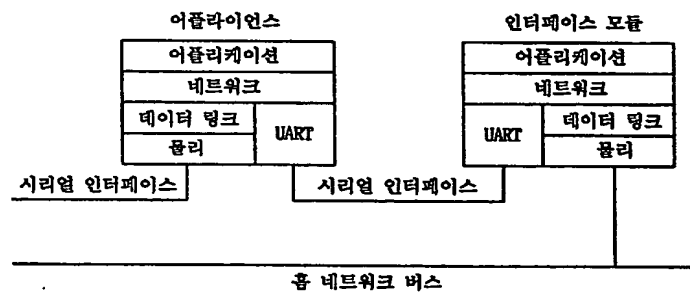 어플라이언스
인터페이스 모듈
어플리케이션
어플리케이션
네트워크
네트워크
데이터 링크
UART
UART
데이터 링크
물리
물리
시리얼 인터페이스
시리얼 인터페이스
홈 네트워크 버스